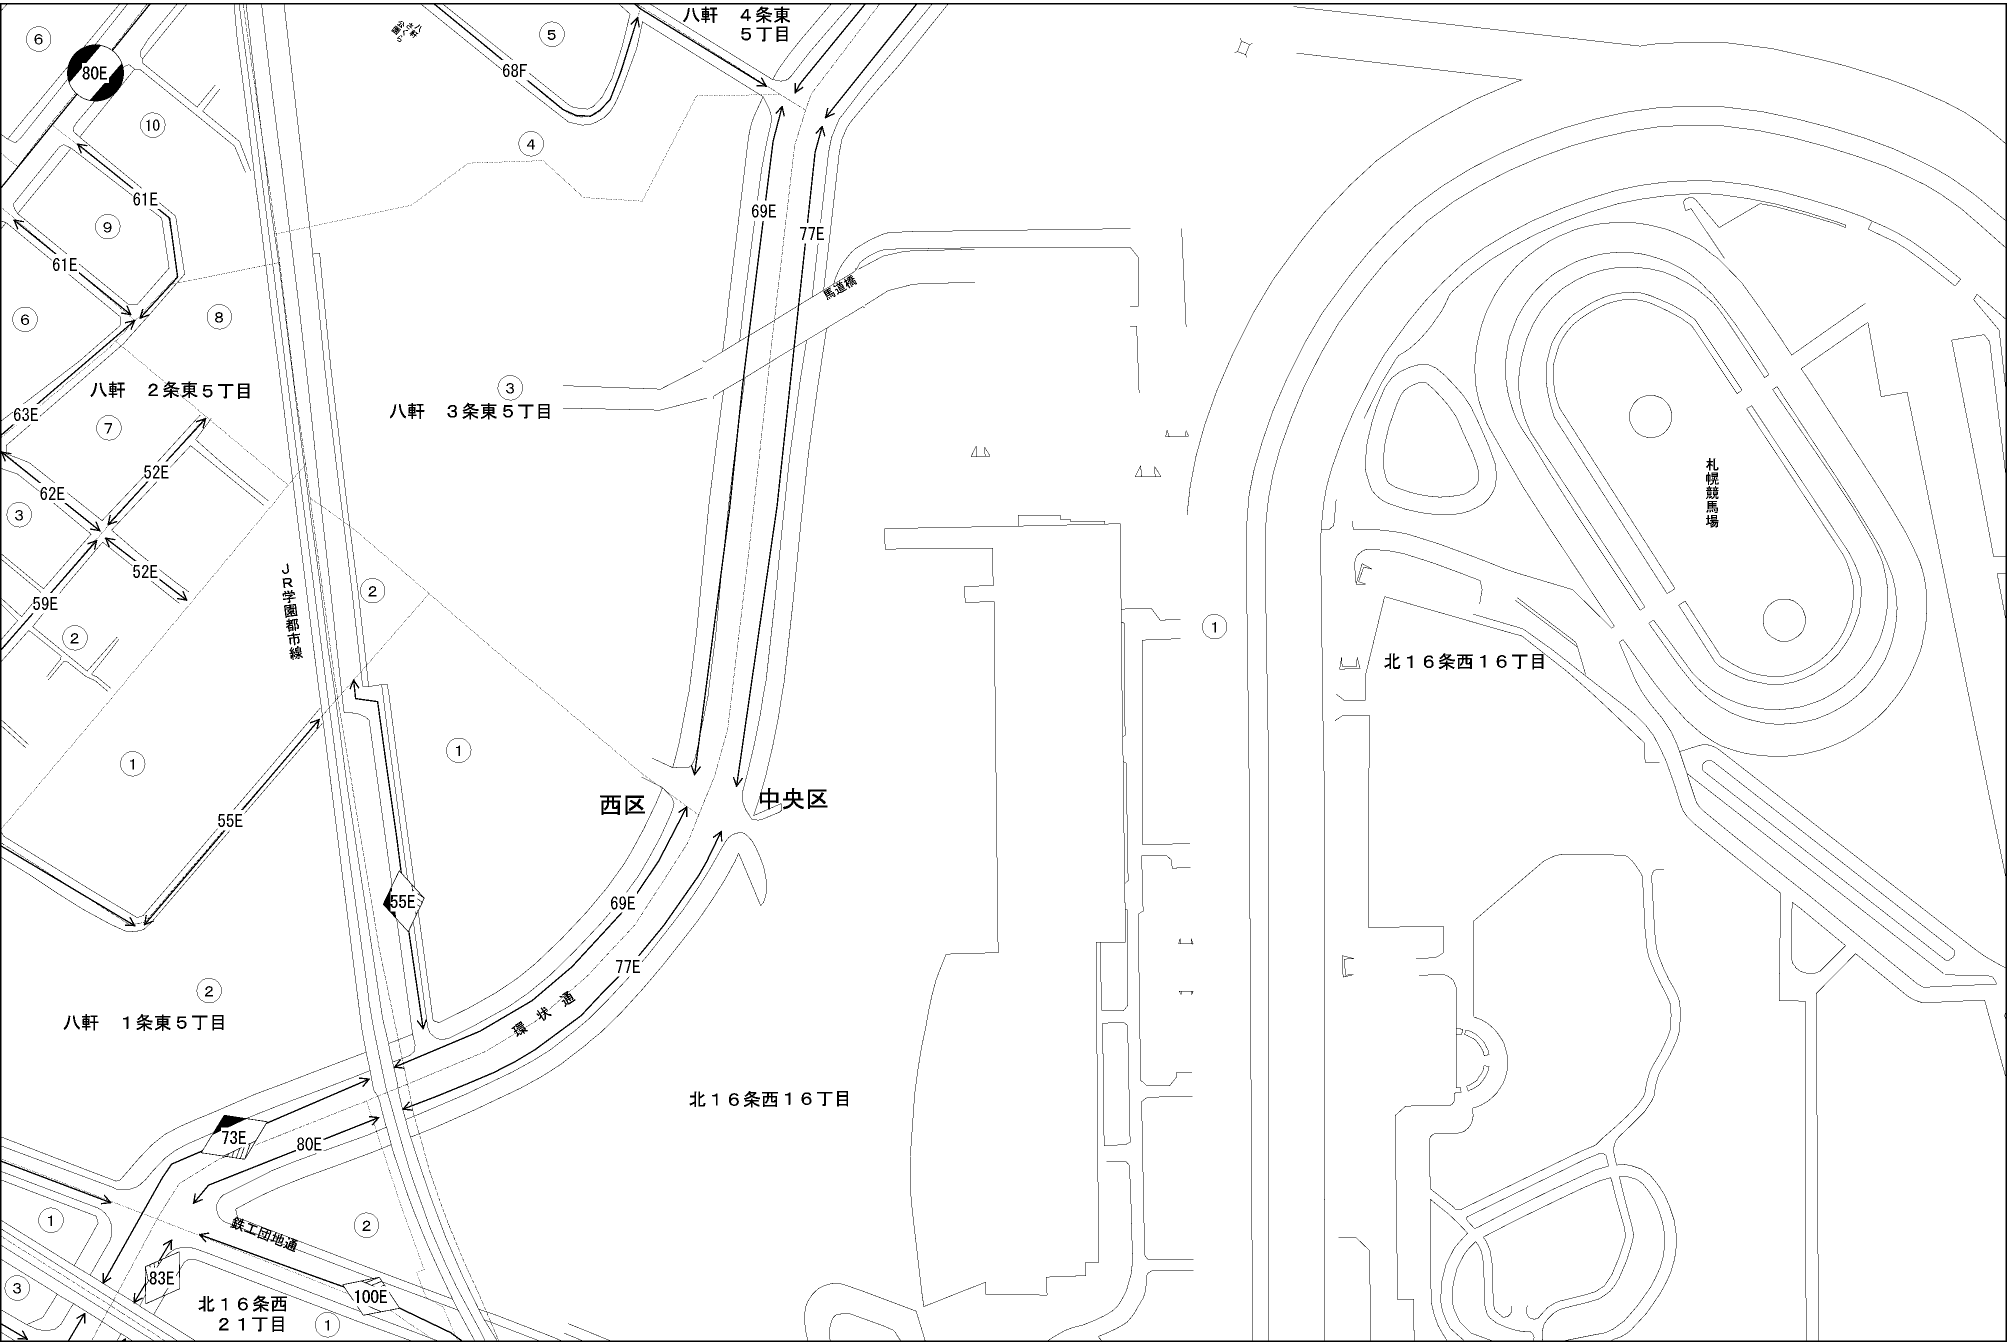 八軒　４条東
５丁目
⑥
80E
⑤
68F
⑩
④
61E
⑨
69E
77E
61E
馬道橋
⑥
⑧
八軒　２条東５丁目
③
八軒　３条東５丁目
63E
⑦
52E
62E
③
札幌競馬場
52E
JR学園都市線
59E
②
②
①
北１６条西１６丁目
①
①
西区
中央区
55E
55E
69E
77E
②
八軒　１条東５丁目
環状通
北１６条西１６丁目
73E
80E
①
鉄工団地通
②
83E
③
100E
北１６条西
２１丁目
①